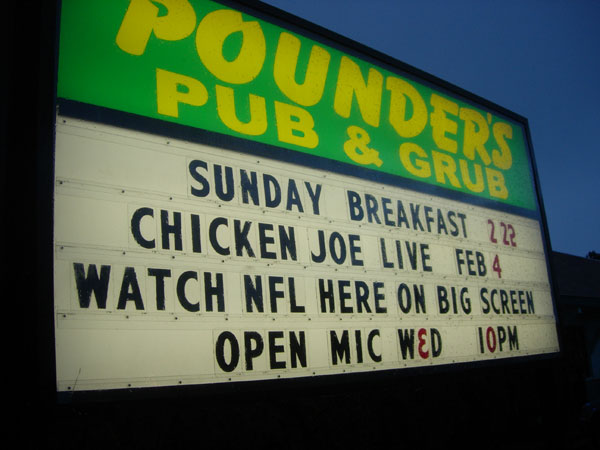 POUNDER'S
PUB & GRUB
SUNDAY BREAKFAST 2 22
CHICKEN JOE LIVE FEB 4
WATCH NFL HERE ON BIG SCREEN
OPEN MIC WED 10PM